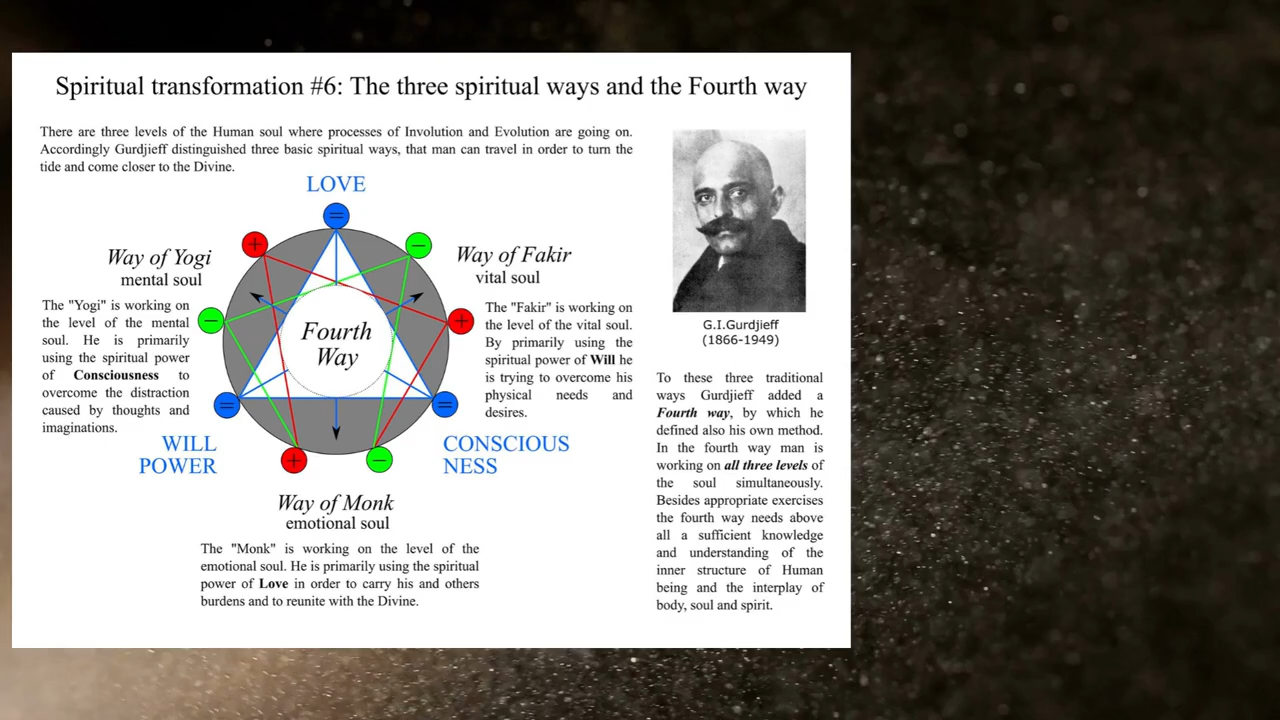 Spiritual transformation #6: The three spiritual ways and the Fourth way
There are three levels of the Human soul where processes of Involution and Evolution are going on.
Accordingly Gurdjieff distinguished three basic spiritual ways, that man can travel in order to turn the
tide and come closer to the Divine.
LOVE
=
+
−
Way of Yogi
mental soul
Way of Fakir
vital soul
The "Yogi" is working on
the level of the mental
soul. He is primarily
using the spiritual power
of Consciousness to
overcome the distraction
caused by thoughts and
imaginations.
−
+
Fourth
Way
The "Fakir" is working on
the level of the vital soul.
By primarily using the
spiritual power of Will he
is trying to overcome his
physical needs and
desires.
=
=
WILL
POWER
CONSCIOUS
NESS
+
−
Way of Monk
emotional soul
The "Monk" is working on the level of the
emotional soul. He is primarily using the spiritual
power of Love in order to carry his and others
burdens and to reunite with the Divine.
G.I.Gurdjieff
(1866-1949)
To these three traditional
ways Gurdjieff added a
Fourth way, by which he
defined also his own method.
In the fourth way man is
working on all three levels of
the soul simultaneously.
Besides appropriate exercises
the fourth way needs above
all a sufficient knowledge
and understanding of the
inner structure of Human
being and the interplay of
body, soul and spirit.